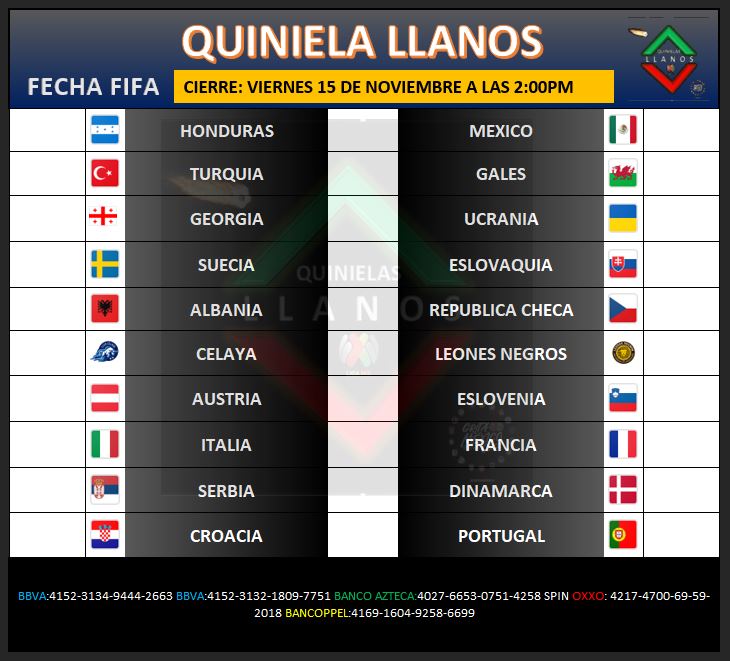 QUINIELA LLANOS
FECHA FIFA
CIERRE: VIERNES 15 DE NOVIEMBRE A LAS 2:00PM
QUINIELAS
LLANOS
HONDURAS MEXICO
TURQUIA GALES
GEORGIA UCRANIA
SUECIA ESLOVAQUIA
QUINIELAS
ALBANIA REPUBLICA CHECA
LLANOS
CELAYA LEONES NEGROS
AUSTRIA ESLOVENIA
ITALIA FRANCIA
SERBIA DINAMARCA
CROACIA PORTUGAL
BBVA:4152-3134-9444-2663 BBVA:4152-3132-1809-7751 BANCO AZTECA:4027-6653-0751-4258 SPIN OXXO: 4217-4700-69-59-
2018 BANCOPPEL:4169-1604-9258-6699